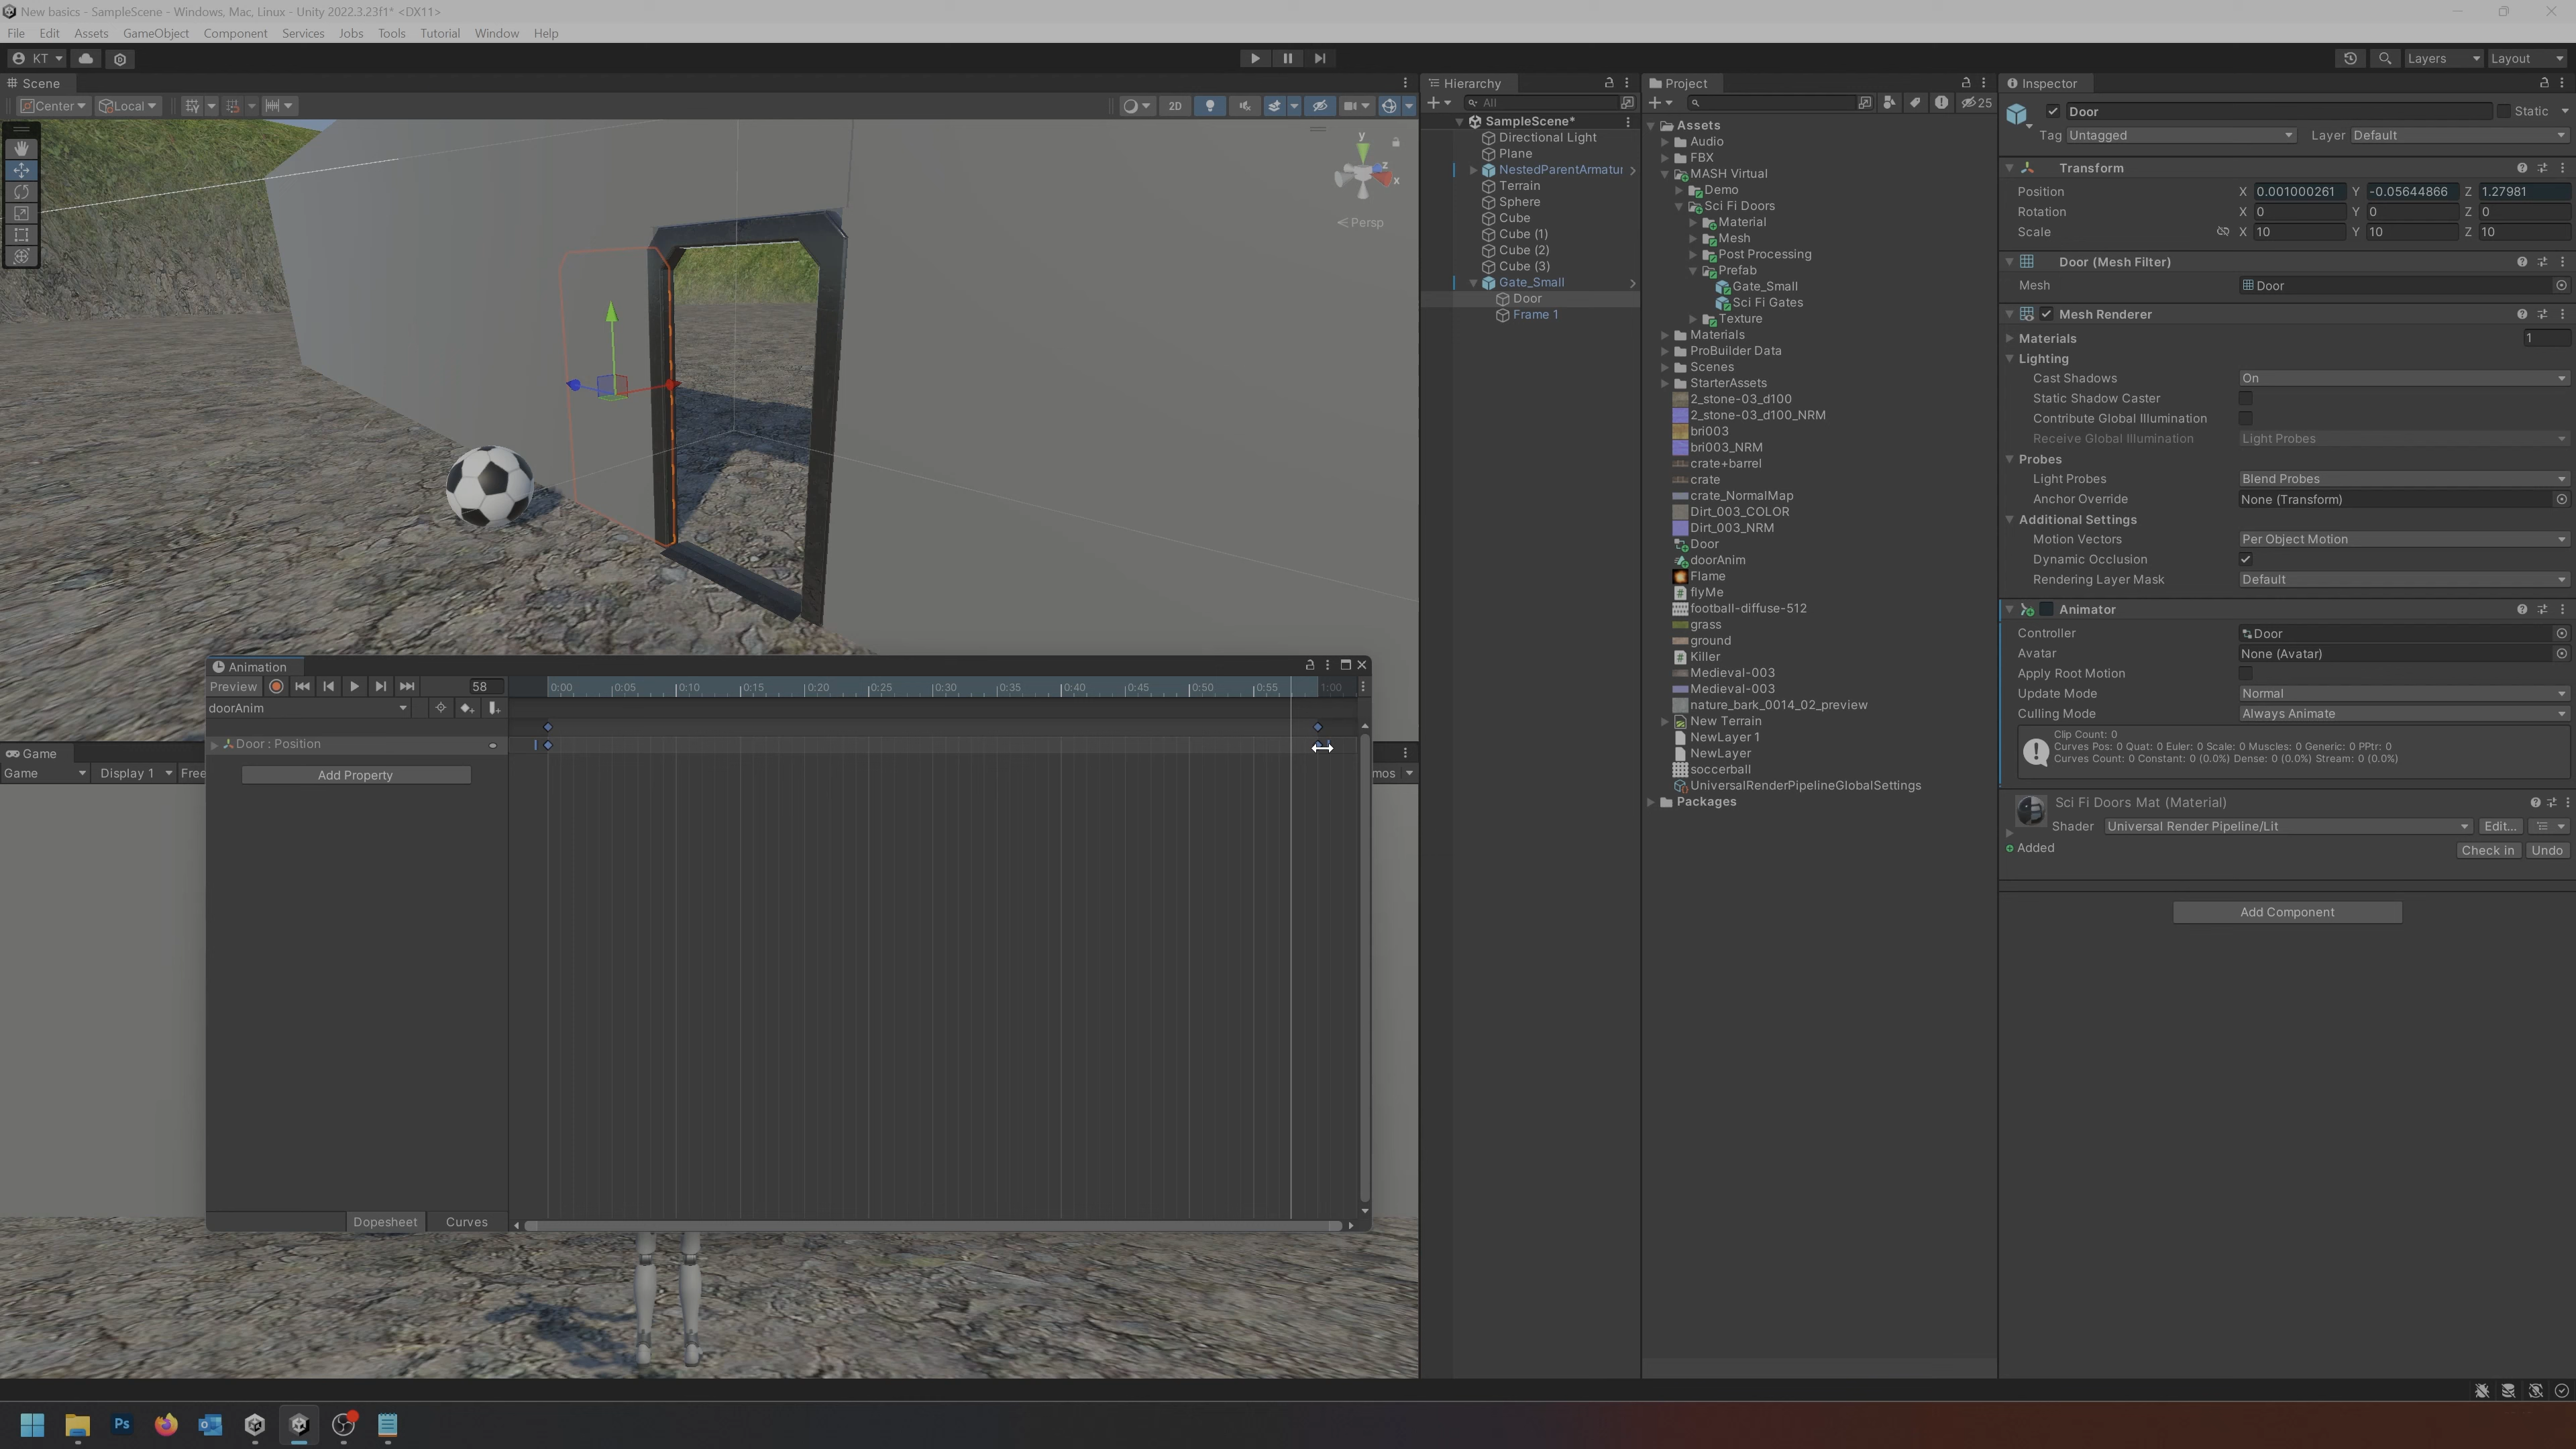 New basics - SampleScene - Windows, Mac, Linux - Unity 2022.3.23f1* <DX11>
File Edit Assets GameObject Component Services Jobs Tools Tutorial Window Help
KT
Layers Layout
Scene
Center Local
2D
y
z
x
Persp
Hierarchy
All
SampleScene*
Directional Light
Plane
NestedParentArmatur
Terrain
Sphere
Cube
Cube (1)
Cube (2)
Cube (3)
Gate_Small
Door
Frame 1
Project
25
Assets
Audio
FBX
MASH Virtual
Demo
Sci Fi Doors
Material
Mesh
Post Processing
Prefab
Gate_Small
Sci Fi Gates
Texture
Materials
ProBuilder Data
Scenes
StarterAssets
2_stone-03_d100
2_stone-03_d100_NRM
bri003
bri003_NRM
crate+barrel
crate
crate_NormalMap
Dirt_003_COLOR
Dirt_003_NRM
Door
doorAnim
Flame
flyMe
football-diffuse-512
grass
ground
Killer
Medieval-003
Medieval-003
nature_bark_0014_02_preview
New Terrain
NewLayer 1
NewLayer
soccerball
UniversalRenderPipelineGlobalSettings
Packages
Inspector
Door Static
Tag Untagged Layer Default
Transform
Position X 0.001000261 Y -0.05644866 Z 1.27981
Rotation X 0 Y 0 Z 0
Scale X 10 Y 10 Z 10
Door (Mesh Filter)
Mesh Door
Mesh Renderer
Materials 1
Lighting
Cast Shadows On
Static Shadow Caster
Contribute Global Illumination
Receive Global Illumination Light Probes
Probes
Light Probes Blend Probes
Anchor Override None (Transform)
Additional Settings
Motion Vectors Per Object Motion
Dynamic Occlusion
Rendering Layer Mask Default
Animator
Controller Door
Avatar None (Avatar)
Apply Root Motion
Update Mode Normal
Culling Mode Always Animate
Clip Count: 0
Curves Pos: 0 Quat: 0 Euler: 0 Scale: 0 Muscles: 0 Generic: 0 PPtr: 0
Curves Count: 0 Constant: 0 (0.0%) Dense: 0 (0.0%) Stream: 0 (0.0%)
Sci Fi Doors Mat (Material)
Shader Universal Render Pipeline/Lit Edit...
Added Check in Undo
Add Component
Animation
Preview 58 0:00 0:05 0:10 0:15 0:20 0:25 0:30 0:35 0:40 0:45 0:50 0:55 1:00
doorAnim
Door : Position
Add Property
Dopesheet Curves
Game
Game Display 1 Free
mos
Ps